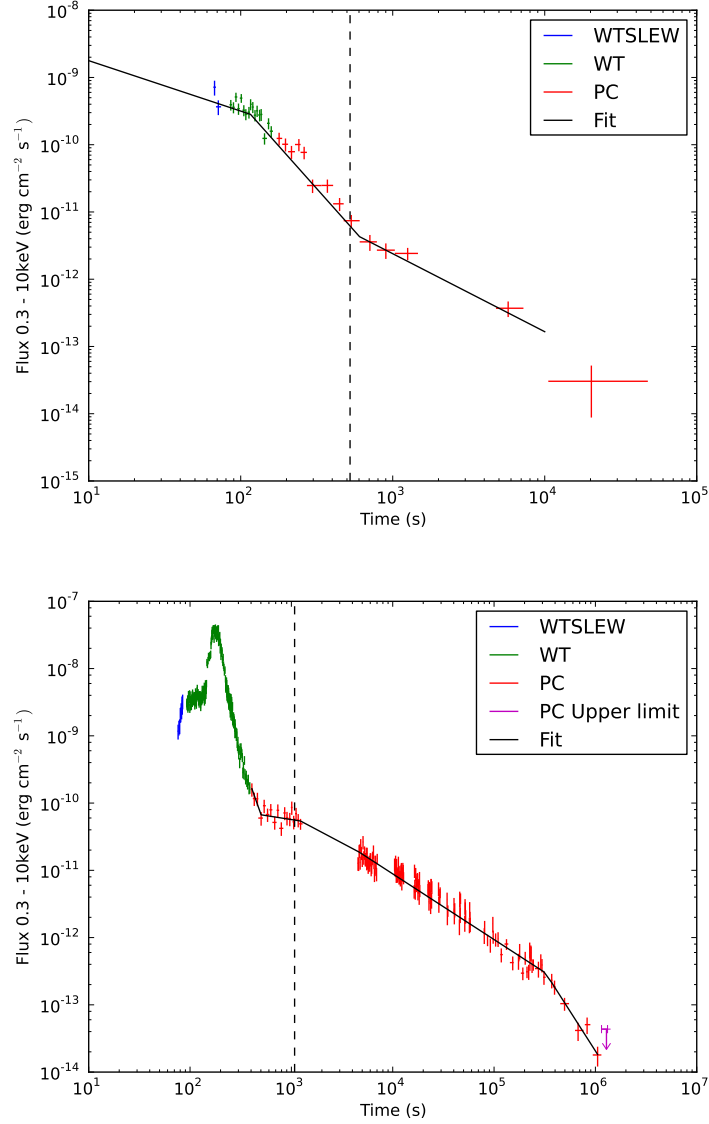 10⁻⁸
10⁻⁹
10⁻¹⁰
10⁻¹¹
10⁻¹²
10⁻¹³
10⁻¹⁴
10⁻¹⁵
Flux 0.3 - 10keV (erg cm⁻² s⁻¹)
WTSLEW
WT
PC
Fit
10¹ 10² 10³ 10⁴ 10⁵
Time (s)
10⁻⁷
10⁻⁸
10⁻⁹
10⁻¹⁰
10⁻¹¹
10⁻¹²
10⁻¹³
10⁻¹⁴
Flux 0.3 - 10keV (erg cm⁻² s⁻¹)
WTSLEW
WT
PC
PC Upper limit
Fit
10¹ 10² 10³ 10⁴ 10⁵ 10⁶ 10⁷
Time (s)